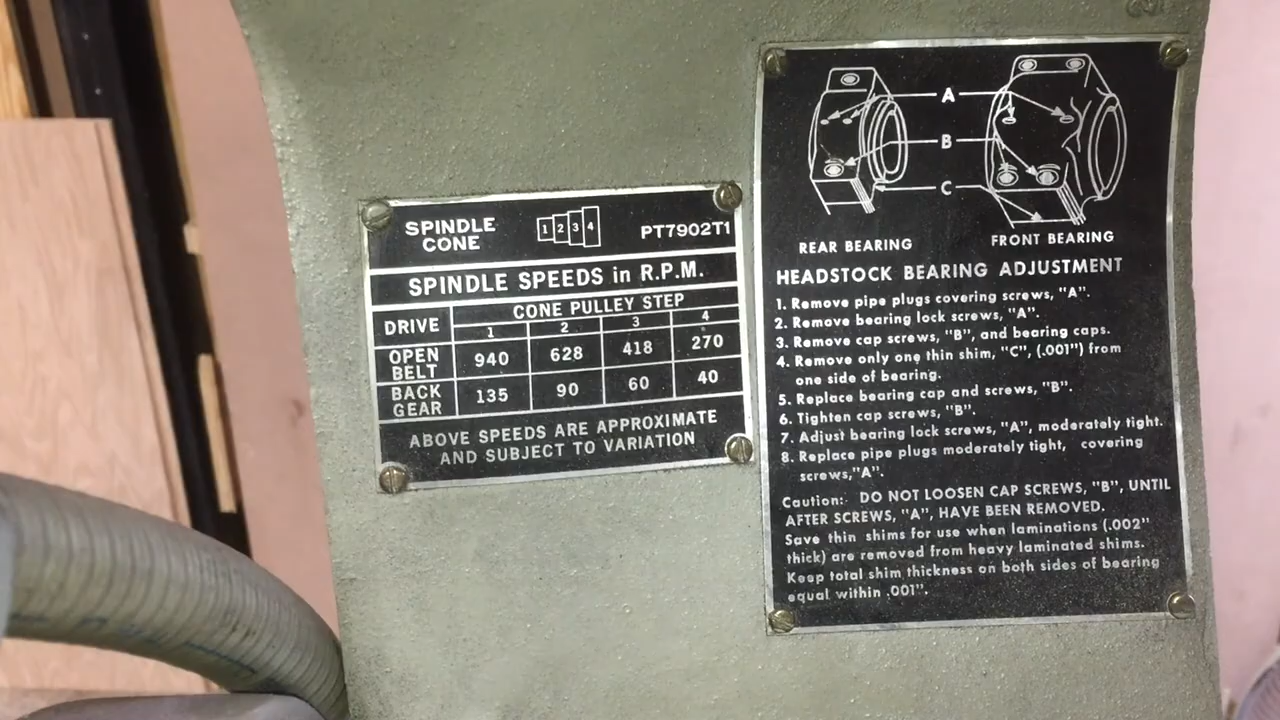 SPINDLE
CONE
1 2 3 4
PT7902T1
SPINDLE SPEEDS in R.P.M.
DRIVE
CONE PULLEY STEP
1 2 3 4
OPEN
BELT
940 628 418 270
BACK
GEAR
135 90 60 40
ABOVE SPEEDS ARE APPROXIMATE
AND SUBJECT TO VARIATION
A
B
C
REAR BEARING
FRONT BEARING
HEADSTOCK BEARING ADJUSTMENT
1. Remove pipe plugs covering screws, "A".
2. Remove bearing lock screws, "A".
3. Remove cap screws, "B", and bearing caps.
4. Remove only one thin shim, "C", (.001") from
one side of bearing.
5. Replace bearing cap and screws, "B".
6. Tighten cap screws, "B".
7. Adjust bearing lock screws, "A", moderately tight.
8. Replace pipe plugs moderately tight, covering
screws,"A".
Caution: DO NOT LOOSEN CAP SCREWS, "B", UNTIL
AFTER SCREWS, "A", HAVE BEEN REMOVED.
Save thin shims for use when laminations (.002"
thick) are removed from heavy laminated shims.
Keep total shim thickness on both sides of bearing
equal within .001".